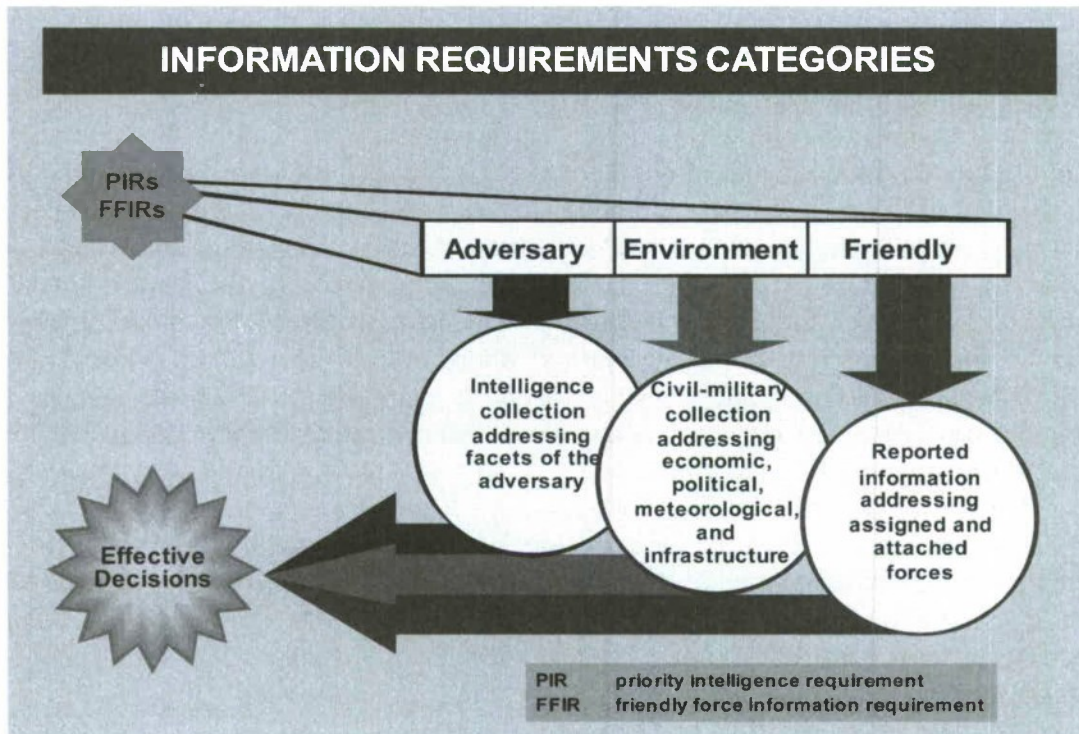 INFORMATION REQUIREMENTS CATEGORIES
PIRs
FFIRs
Adversary
Environment
Friendly
Intelligence
collection
addressing
facets of the
adversary
Civil-military
collection
addressing
economic,
political,
meteorological,
and
infrastructure
Reported
information
addressing
assigned and
attached
forces
Effective
Decisions
PIR priority intelligence requirement
FFIR friendly force information requirement